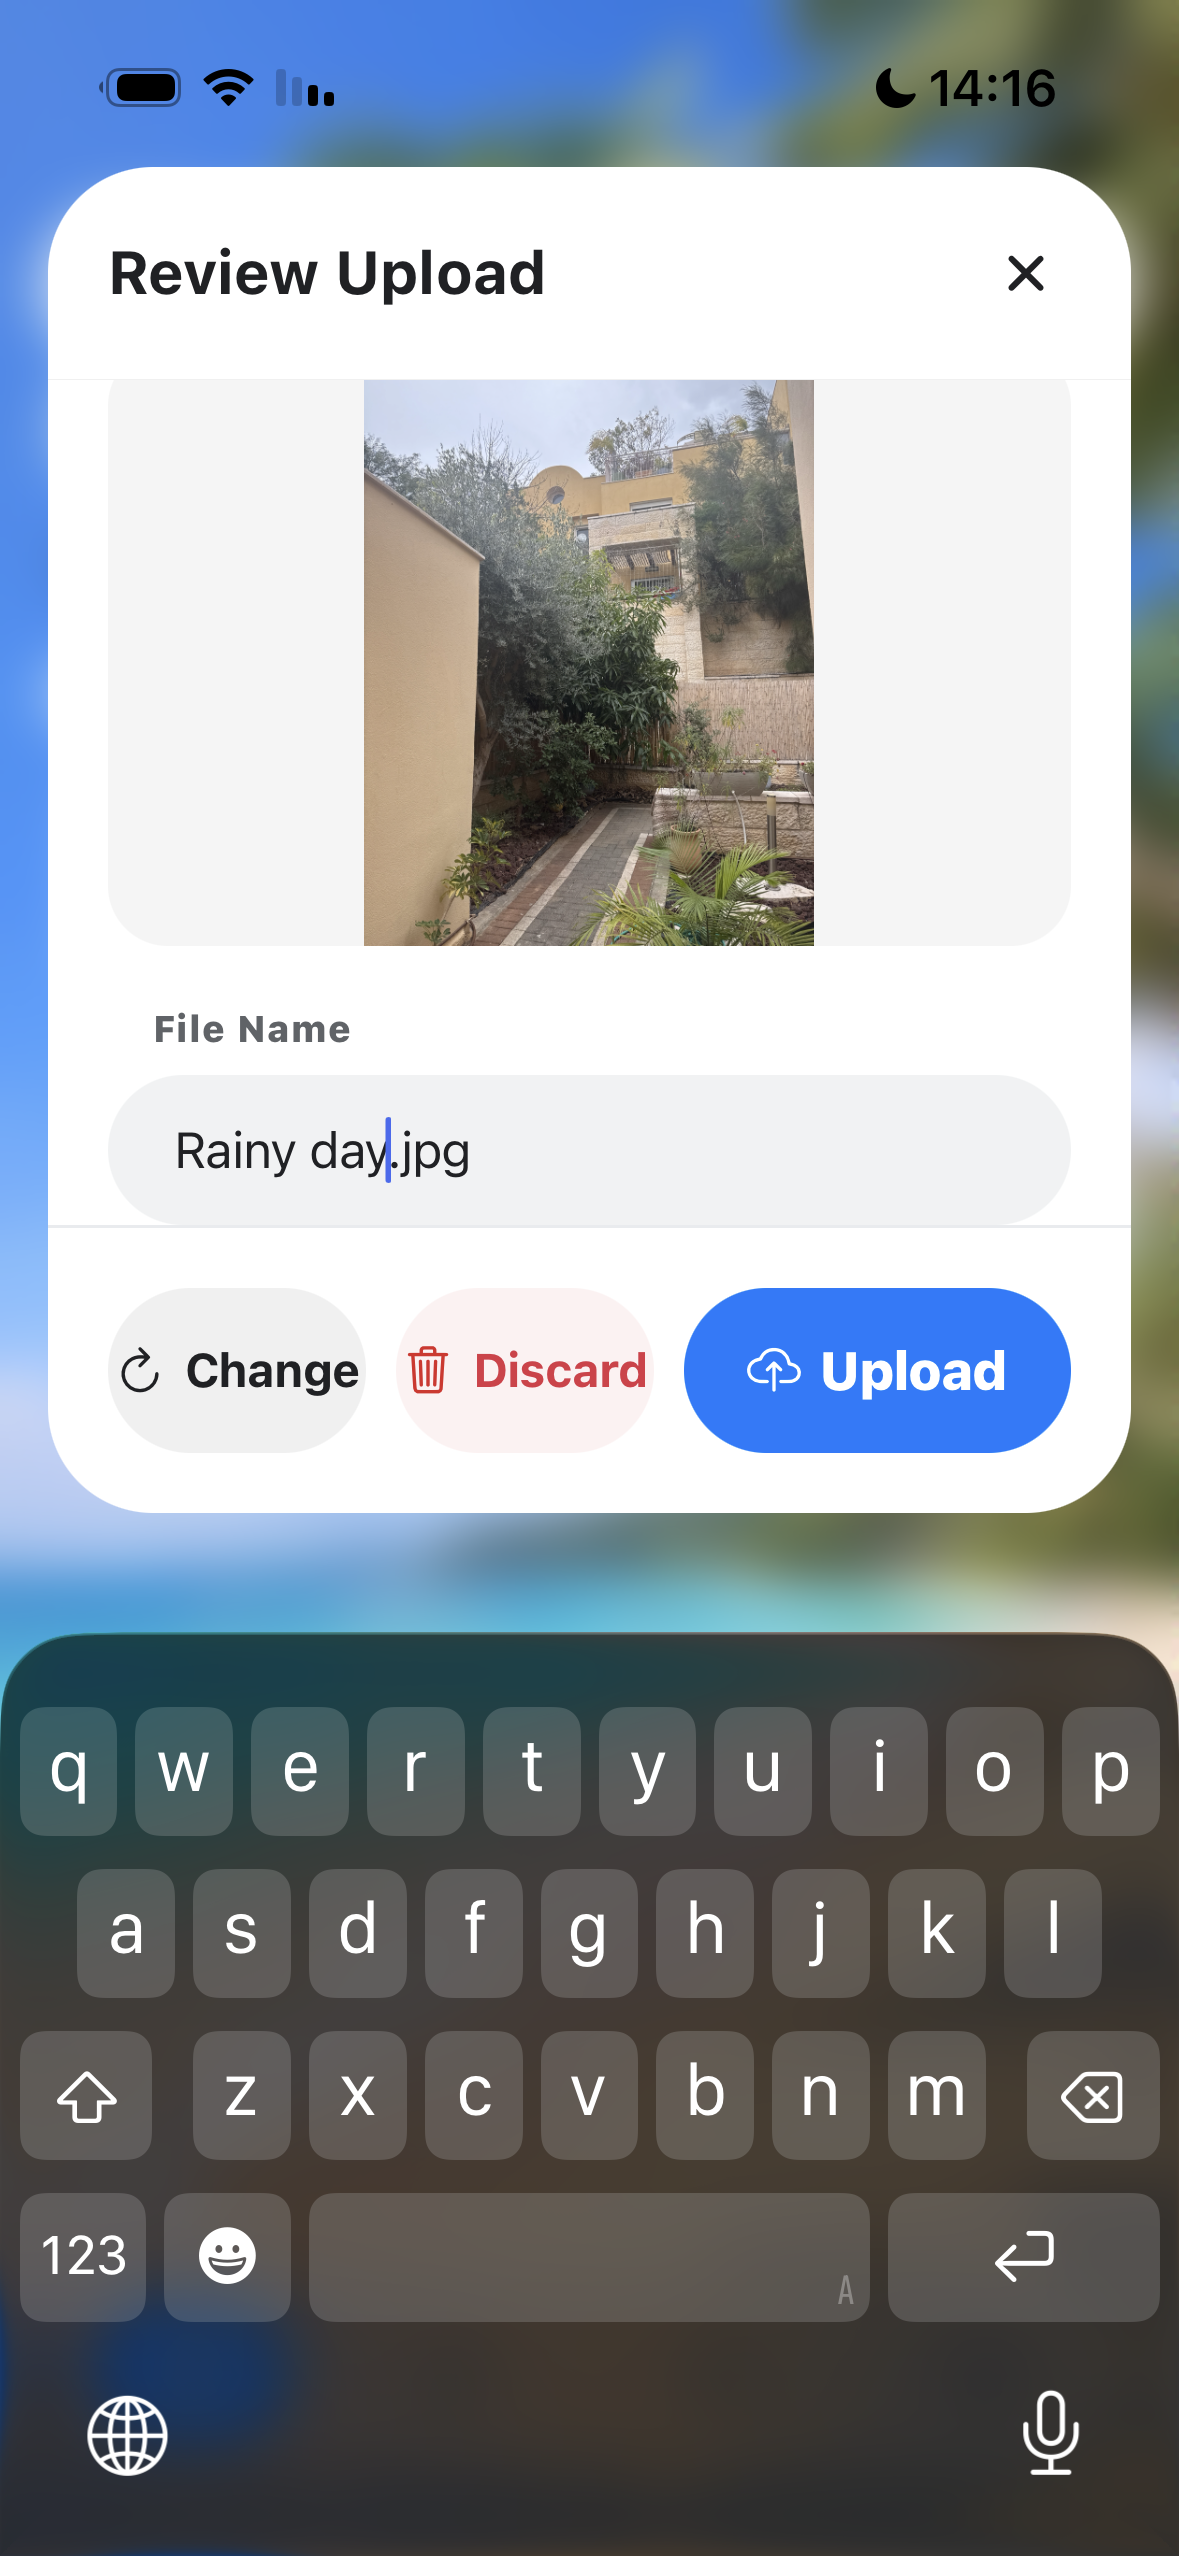 14:16
Review Upload
File Name
Rainy day.jpg
Change
Discard
Upload
q w e r t y u i o p
a s d f g h j k l
z x c v b n m
123
A